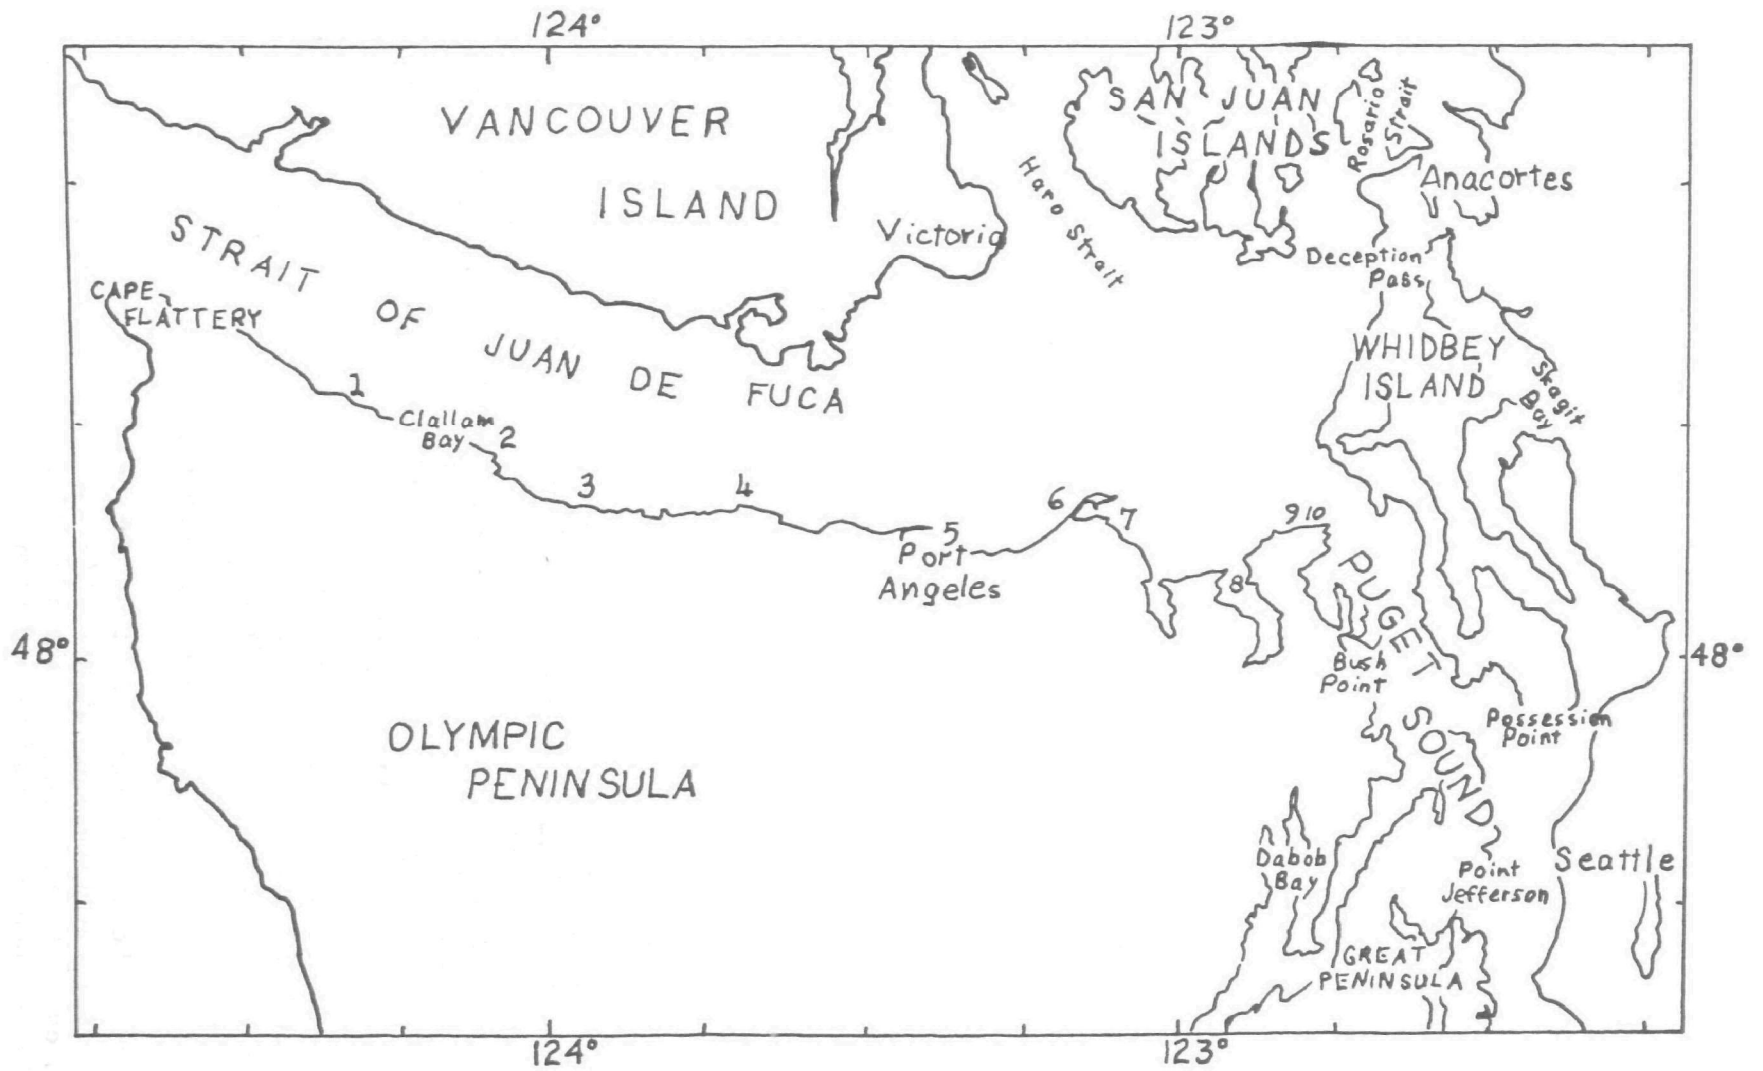 124°
123°
VANCOUVER
ISLAND
SAN JUAN
ISLANDS
Rosario
Strait
Haro Strait
Anacortes
Victoria
STRAIT OF JUAN DE FUCA
Deception
Pass
CAPE
FLATTERY
WHIDBEY
ISLAND
Skagit
Bay
1
Clallam
Bay
2
3
4
5
6
7
8
9 10
Port
Angeles
PUGET
SOUND
48°
48°
Bush
Point
Possession
Point
OLYMPIC
PENINSULA
Dabob
Bay
Point
Jefferson
Seattle
GREAT
PENINSULA
124°
123°